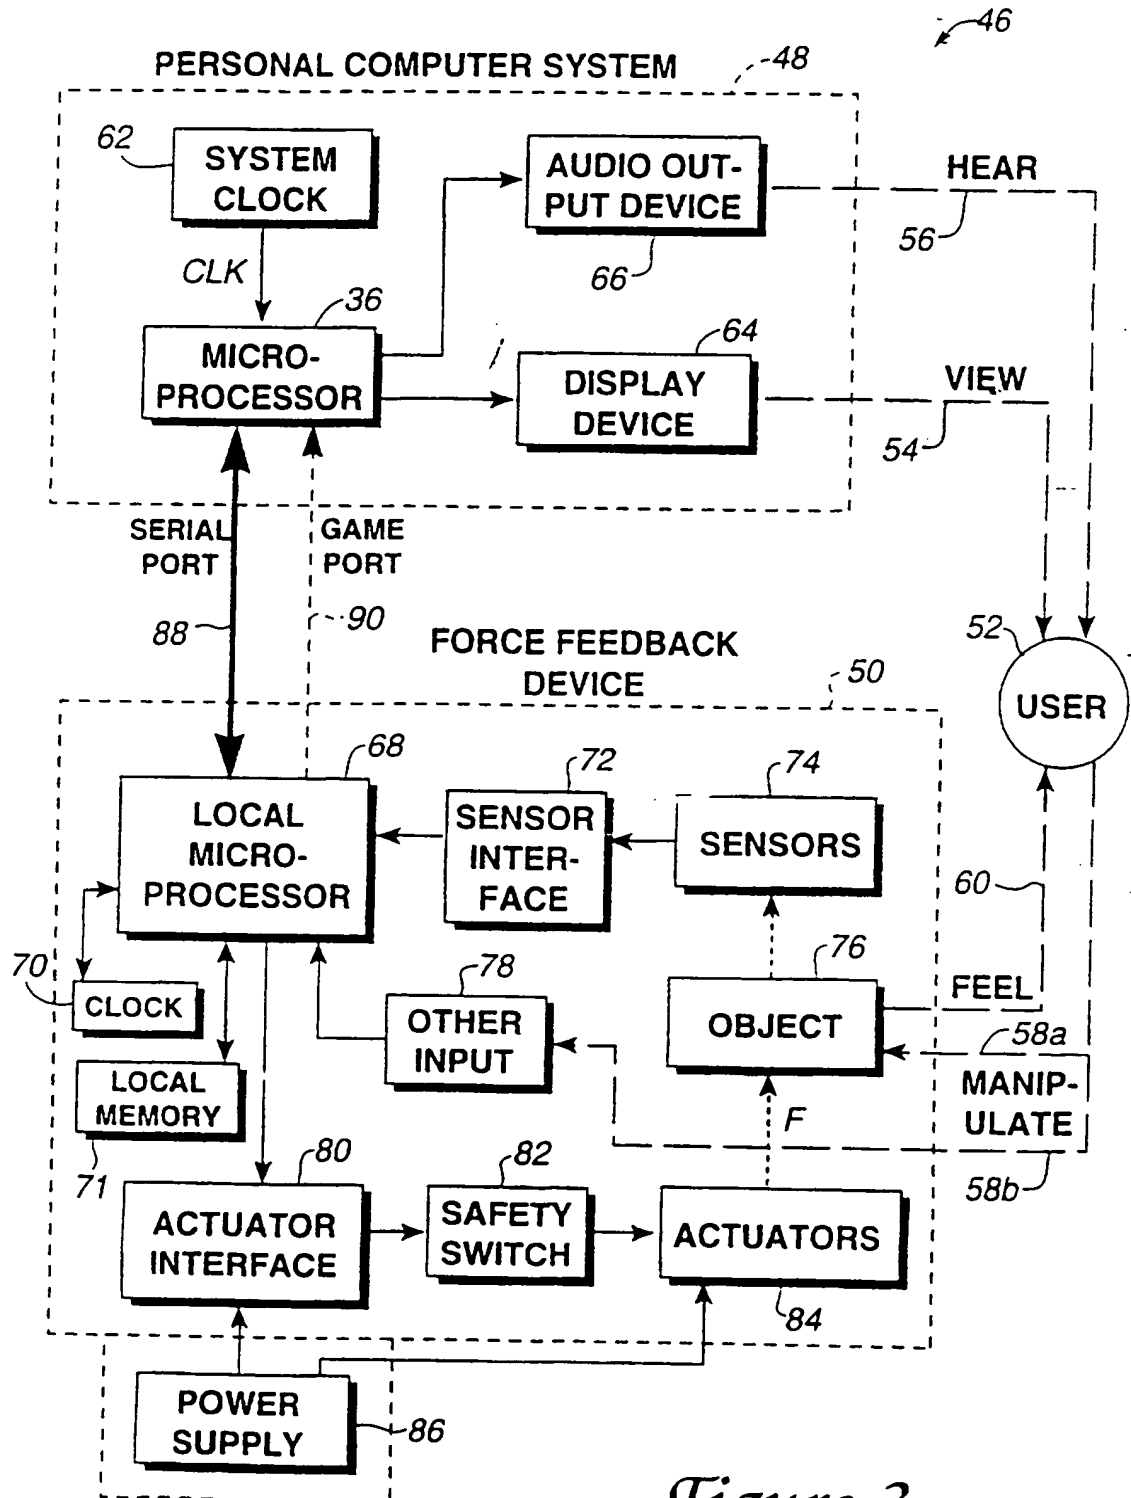 46
PERSONAL COMPUTER SYSTEM
48
62
SYSTEM
CLOCK
AUDIO OUT-
PUT DEVICE
HEAR
56
66
CLK
36
MICRO-
PROCESSOR
64
DISPLAY
DEVICE
VIEW
54
SERIAL
PORT
GAME
PORT
88
90
FORCE FEEDBACK
DEVICE
50
52
USER
68
LOCAL
MICRO-
PROCESSOR
72
SENSOR
INTER-
FACE
74
SENSORS
60
70
CLOCK
78
OTHER
INPUT
76
OBJECT
FEEL
58a
MANIP-
ULATE
58b
LOCAL
MEMORY
71
F
80
ACTUATOR
INTERFACE
82
SAFETY
SWITCH
ACTUATORS
84
POWER
SUPPLY
86